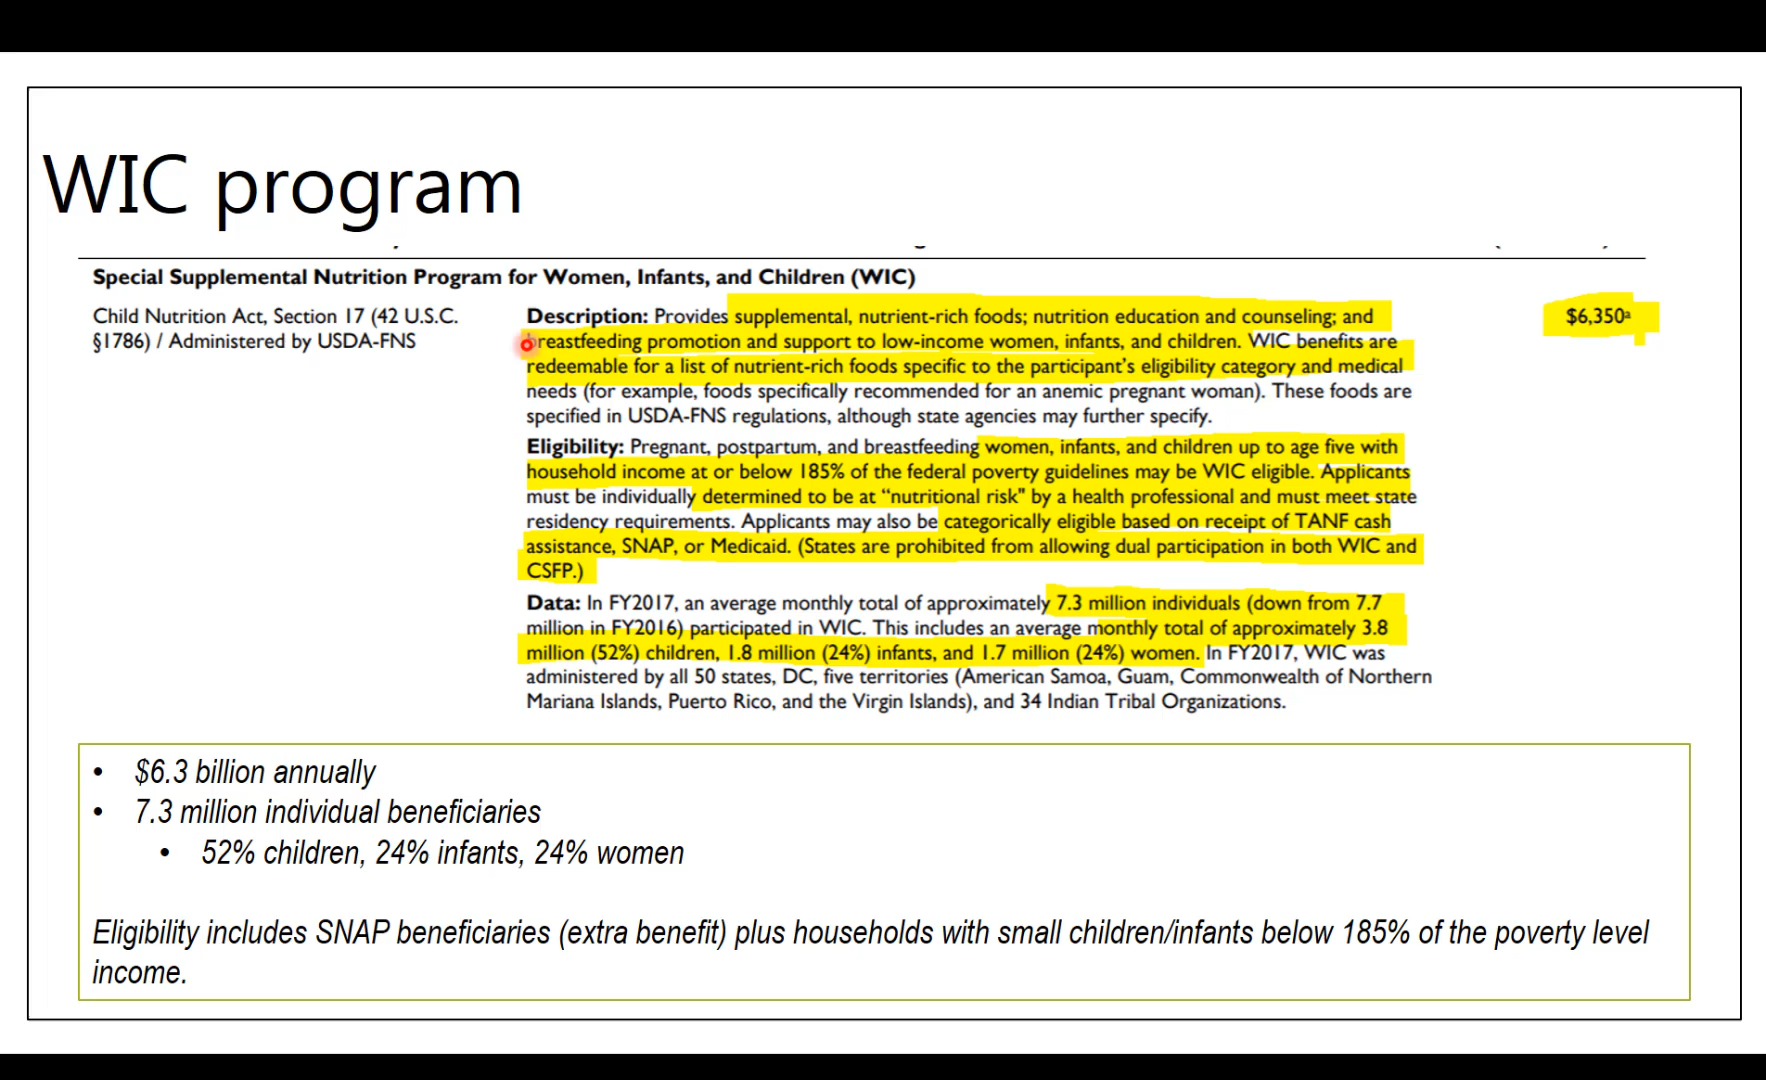 WIC program
Special Supplemental Nutrition Program for Women, Infants, and Children (WIC)
Child Nutrition Act, Section 17 (42 U.S.C.
§1786) / Administered by USDA-FNS
Description: Provides supplemental, nutrient-rich foods; nutrition education and counseling; and
breastfeeding promotion and support to low-income women, infants, and children. WIC benefits are
redeemable for a list of nutrient-rich foods specific to the participant's eligibility category and medical
needs (for example, foods specifically recommended for an anemic pregnant woman). These foods are
specified in USDA-FNS regulations, although state agencies may further specify.
$6,350ª
Eligibility: Pregnant, postpartum, and breastfeeding women, infants, and children up to age five with
household income at or below 185% of the federal poverty guidelines may be WIC eligible. Applicants
must be individually determined to be at “nutritional risk" by a health professional and must meet state
residency requirements. Applicants may also be categorically eligible based on receipt of TANF cash
assistance, SNAP, or Medicaid. (States are prohibited from allowing dual participation in both WIC and
CSFP.)
Data: In FY2017, an average monthly total of approximately 7.3 million individuals (down from 7.7
million in FY2016) participated in WIC. This includes an average monthly total of approximately 3.8
million (52%) children, 1.8 million (24%) infants, and 1.7 million (24%) women. In FY2017, WIC was
administered by all 50 states, DC, five territories (American Samoa, Guam, Commonwealth of Northern
Mariana Islands, Puerto Rico, and the Virgin Islands), and 34 Indian Tribal Organizations.
• $6.3 billion annually
• 7.3 million individual beneficiaries
• 52% children, 24% infants, 24% women
Eligibility includes SNAP beneficiaries (extra benefit) plus households with small children/infants below 185% of the poverty level
income.